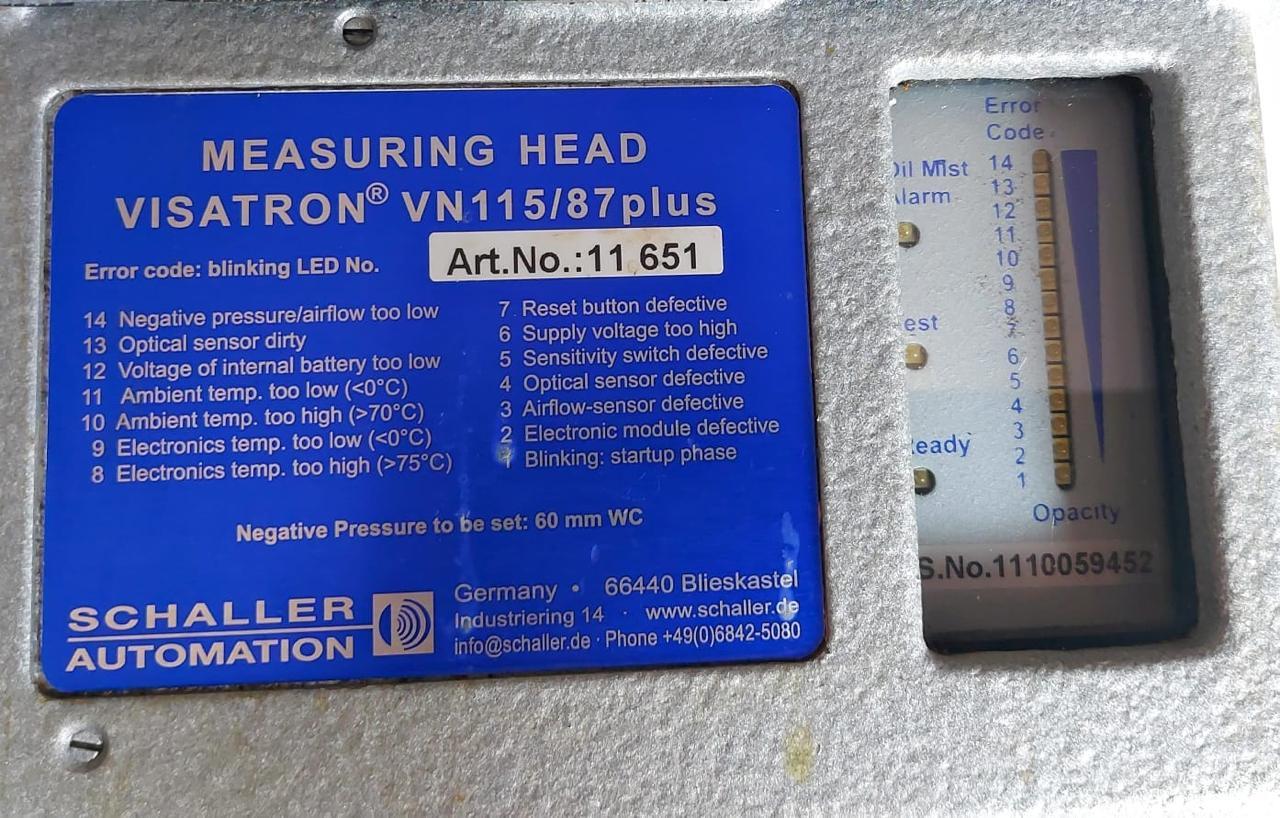 MEASURING HEAD
VISATRON® VN115/87plus
Error code: blinking LED No.
Art.No.:11 651
14 Negative pressure/airflow too low
13 Optical sensor dirty
12 Voltage of internal battery too low
11 Ambient temp. too low (<0°C)
10 Ambient temp. too high (>70°C)
9 Electronics temp. too low (<0°C)
8 Electronics temp. too high (>75°C)
7 Reset button defective
6 Supply voltage too high
5 Sensitivity switch defective
4 Optical sensor defective
3 Airflow-sensor defective
2 Electronic module defective
1 Blinking: startup phase
Negative Pressure to be set: 60 mm WC
SCHALLER
AUTOMATION
Germany • 66440 Blieskastel
Industriering 14 · www.schaller.de
info@schaller.de · Phone +49(0)6842-5080
Error
Code
Oil Mist
Alarm
est
eady
14
13
12
11
10
9
8
7
6
5
4
3
2
1
Opacity
S.No.1110059452